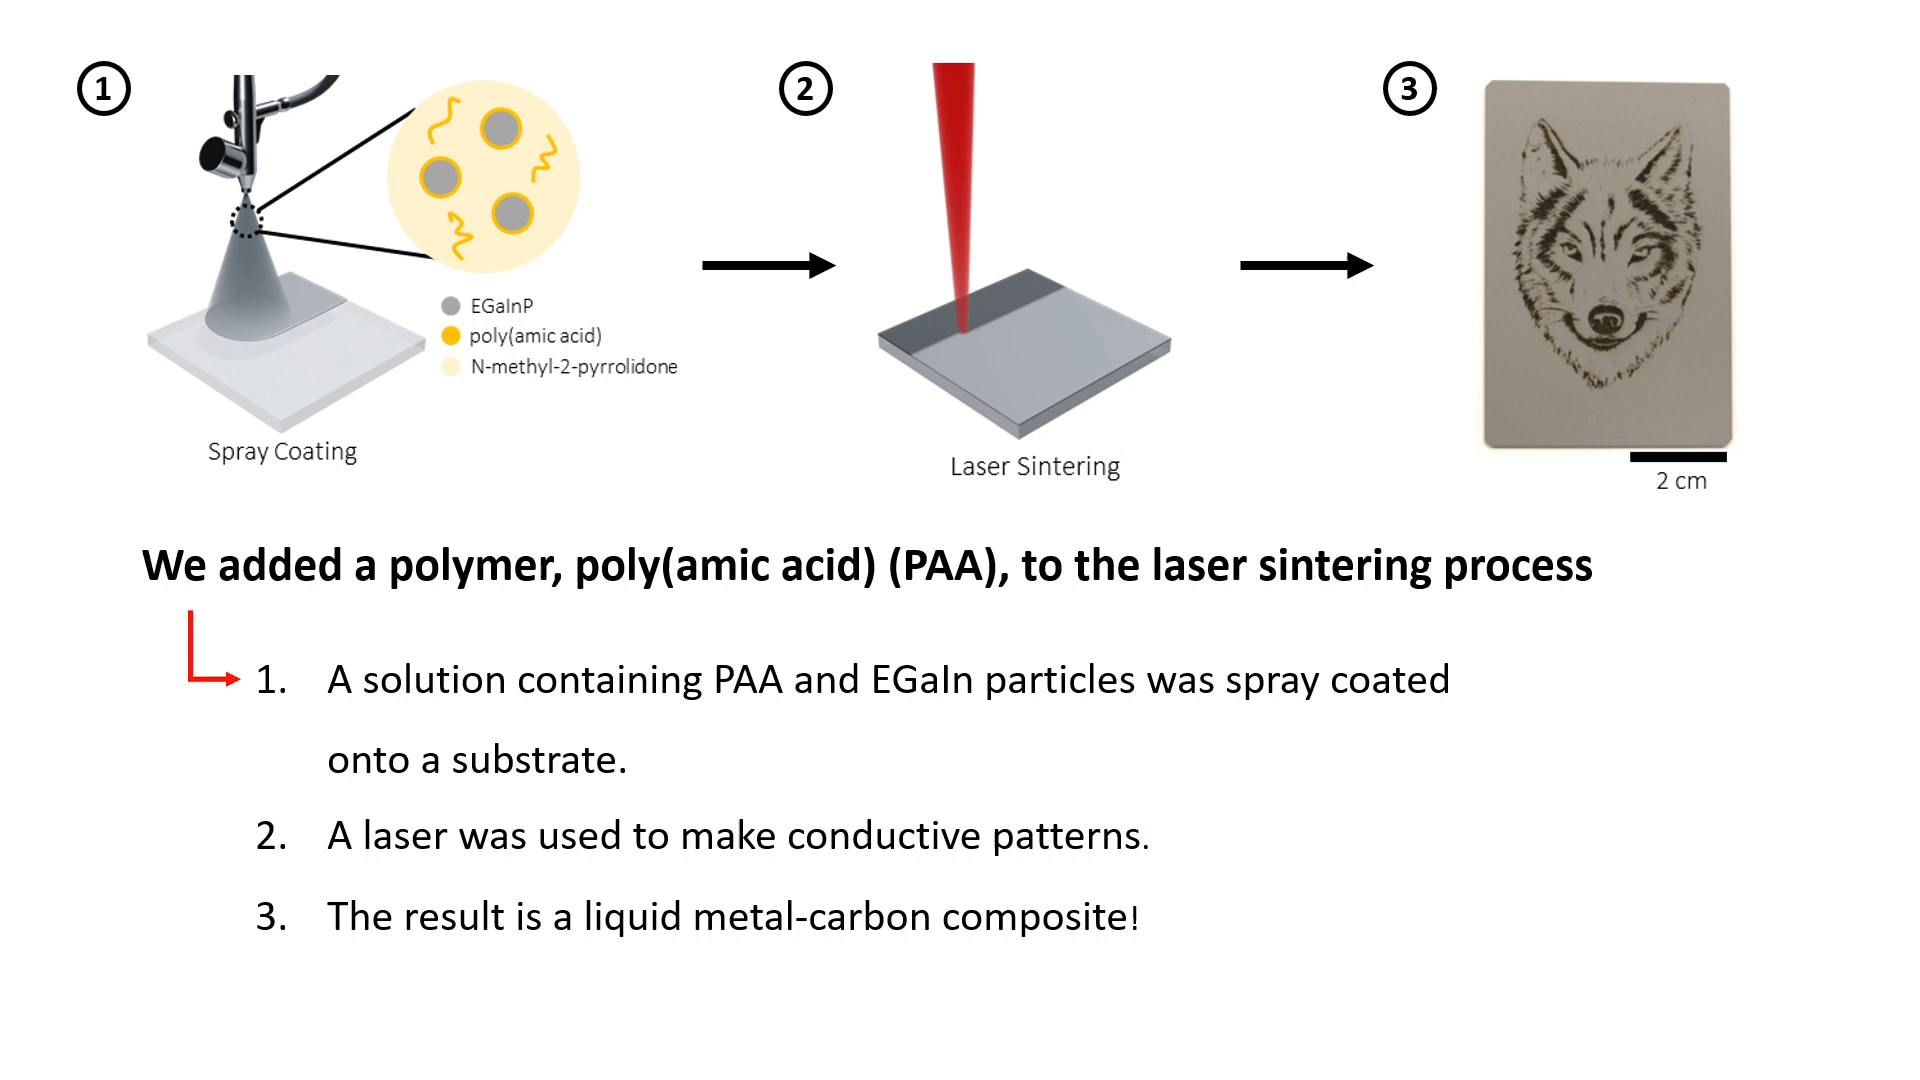 1
2
3
EGaInP
poly(amic acid)
N-methyl-2-pyrrolidone
Spray Coating
Laser Sintering
2 cm
We added a polymer, poly(amic acid) (PAA), to the laser sintering process
1. A solution containing PAA and EGaIn particles was spray coated
onto a substrate.
2. A laser was used to make conductive patterns.
3. The result is a liquid metal-carbon composite!